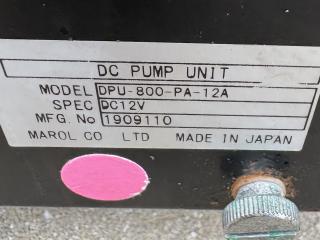 DC PUMP UNIT
MODEL DPU-800-PA-12A
SPEC DC12V
MFG. No 1909110
MAROL CO LTD MADE IN JAPAN